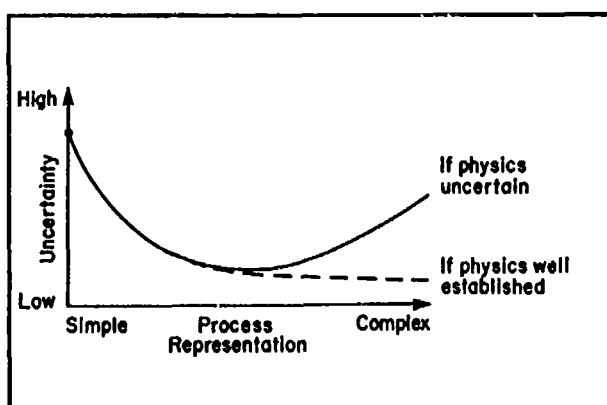 High
Uncertainty
Low
If physics
uncertain
If physics well
established
Simple
Process
Representation
Complex